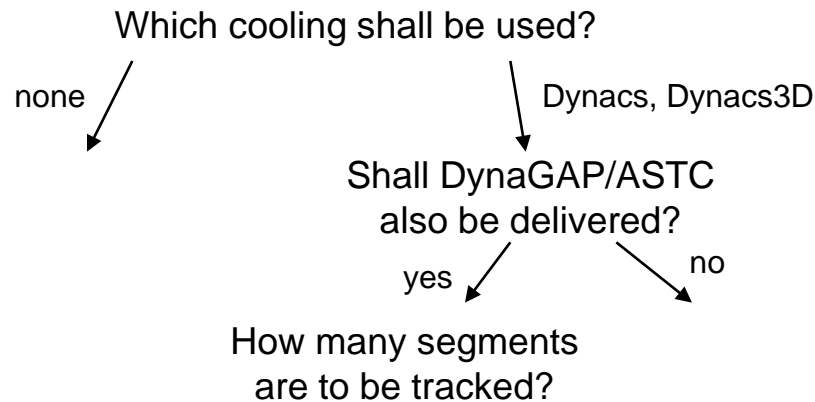 Which cooling shall be used?
none
Dynacs, Dynacs3D
Shall DynaGAP/ASTC
also be delivered?
yes
no
How many segments
are to be tracked?